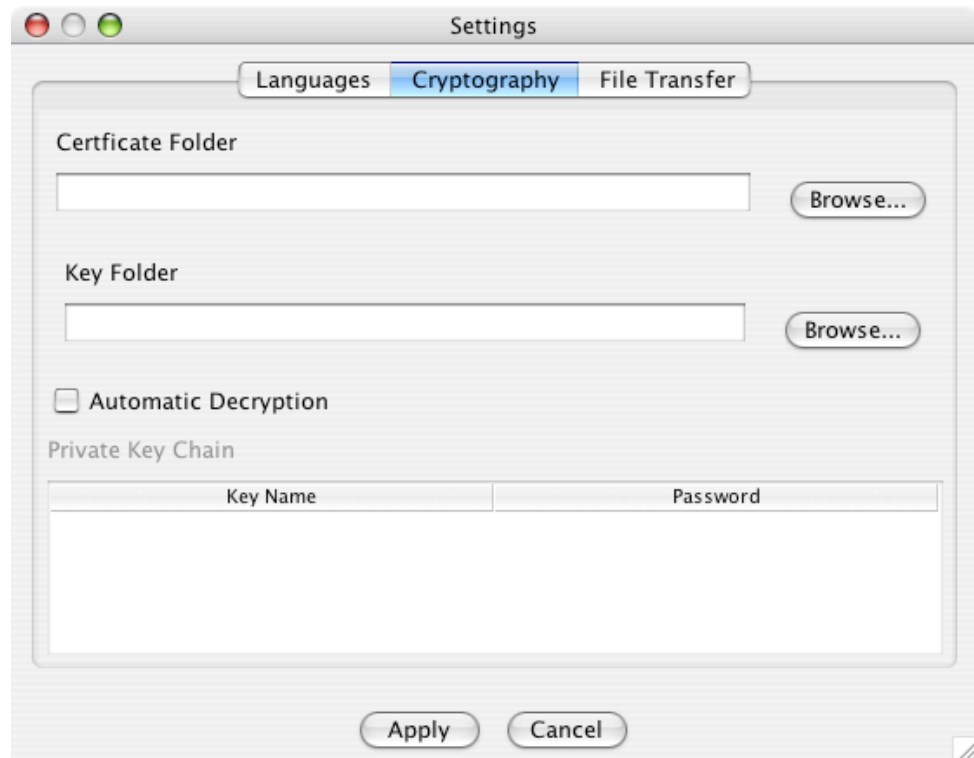 Settings
Languages Cryptography File Transfer
Certficate Folder
Browse...
Key Folder
Browse...
Automatic Decryption
Private Key Chain
Key Name Password
Apply Cancel